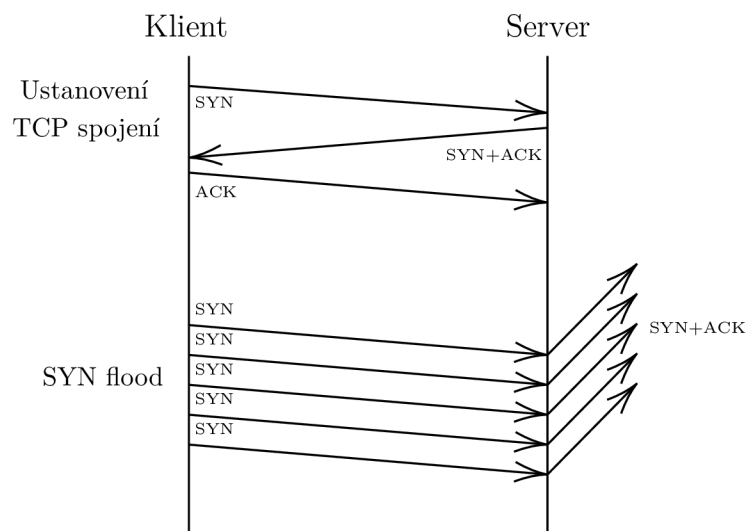 Klient
Server
Ustanovení
TCP spojení
SYN
SYN+ACK
ACK
SYN
SYN
SYN
SYN
SYN
SYN+ACK
SYN flood